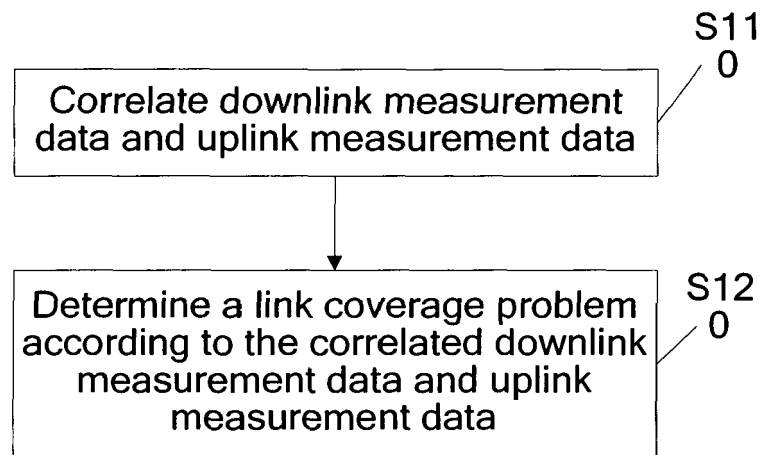 S11
0
Correlate downlink measurement
data and uplink measurement data
S12
0
Determine a link coverage problem
according to the correlated downlink
measurement data and uplink
measurement data